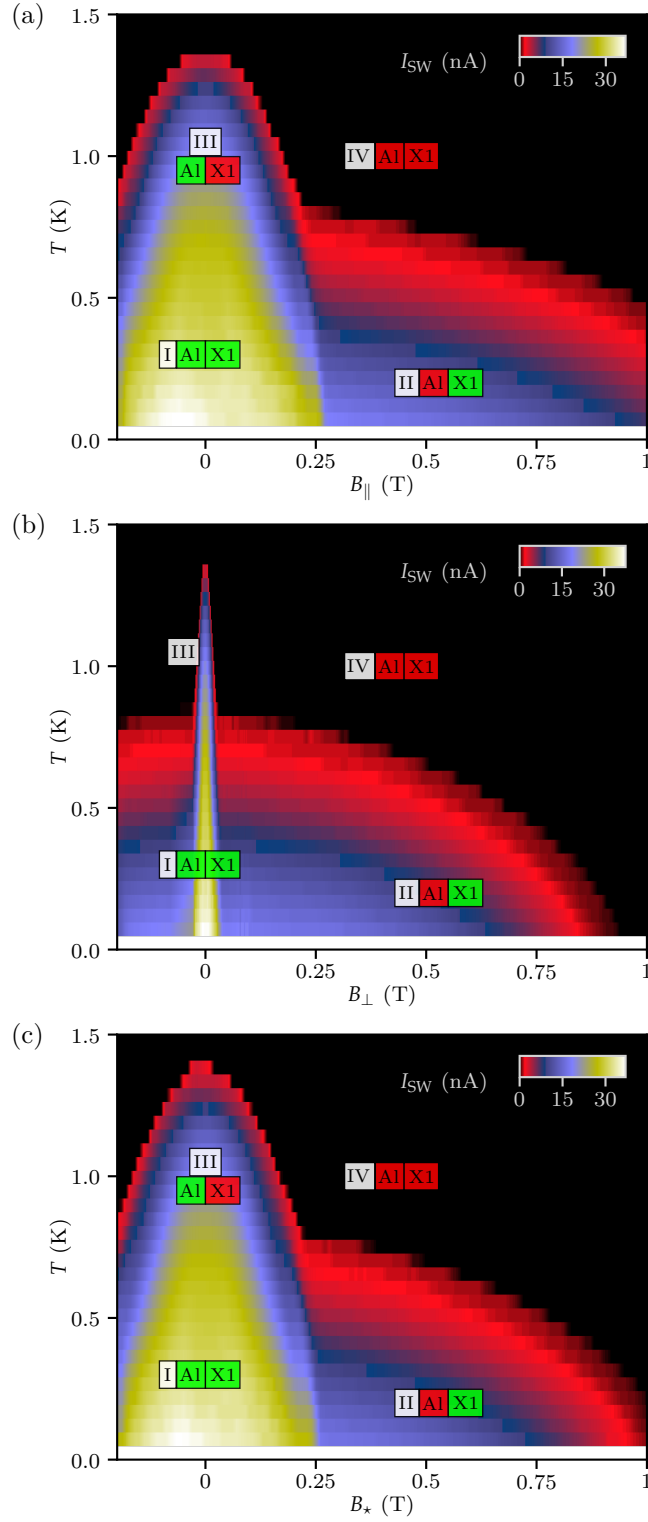 (a)
1.5
I_SW (nA)
0 15 30
III
Al X1
IV Al X1
1.0
T (K)
0.5
I Al X1
II Al X1
0.0
0 0.25 0.5 0.75 1
B_∥ (T)
(b)
1.5
I_SW (nA)
0 15 30
III
IV Al X1
1.0
T (K)
0.5
I Al X1
II Al X1
0.0
0 0.25 0.5 0.75 1
B_⊥ (T)
(c)
1.5
I_SW (nA)
0 15 30
III
Al X1
IV Al X1
1.0
T (K)
0.5
I Al X1
II Al X1
0.0
0 0.25 0.5 0.75 1
B_⋆ (T)